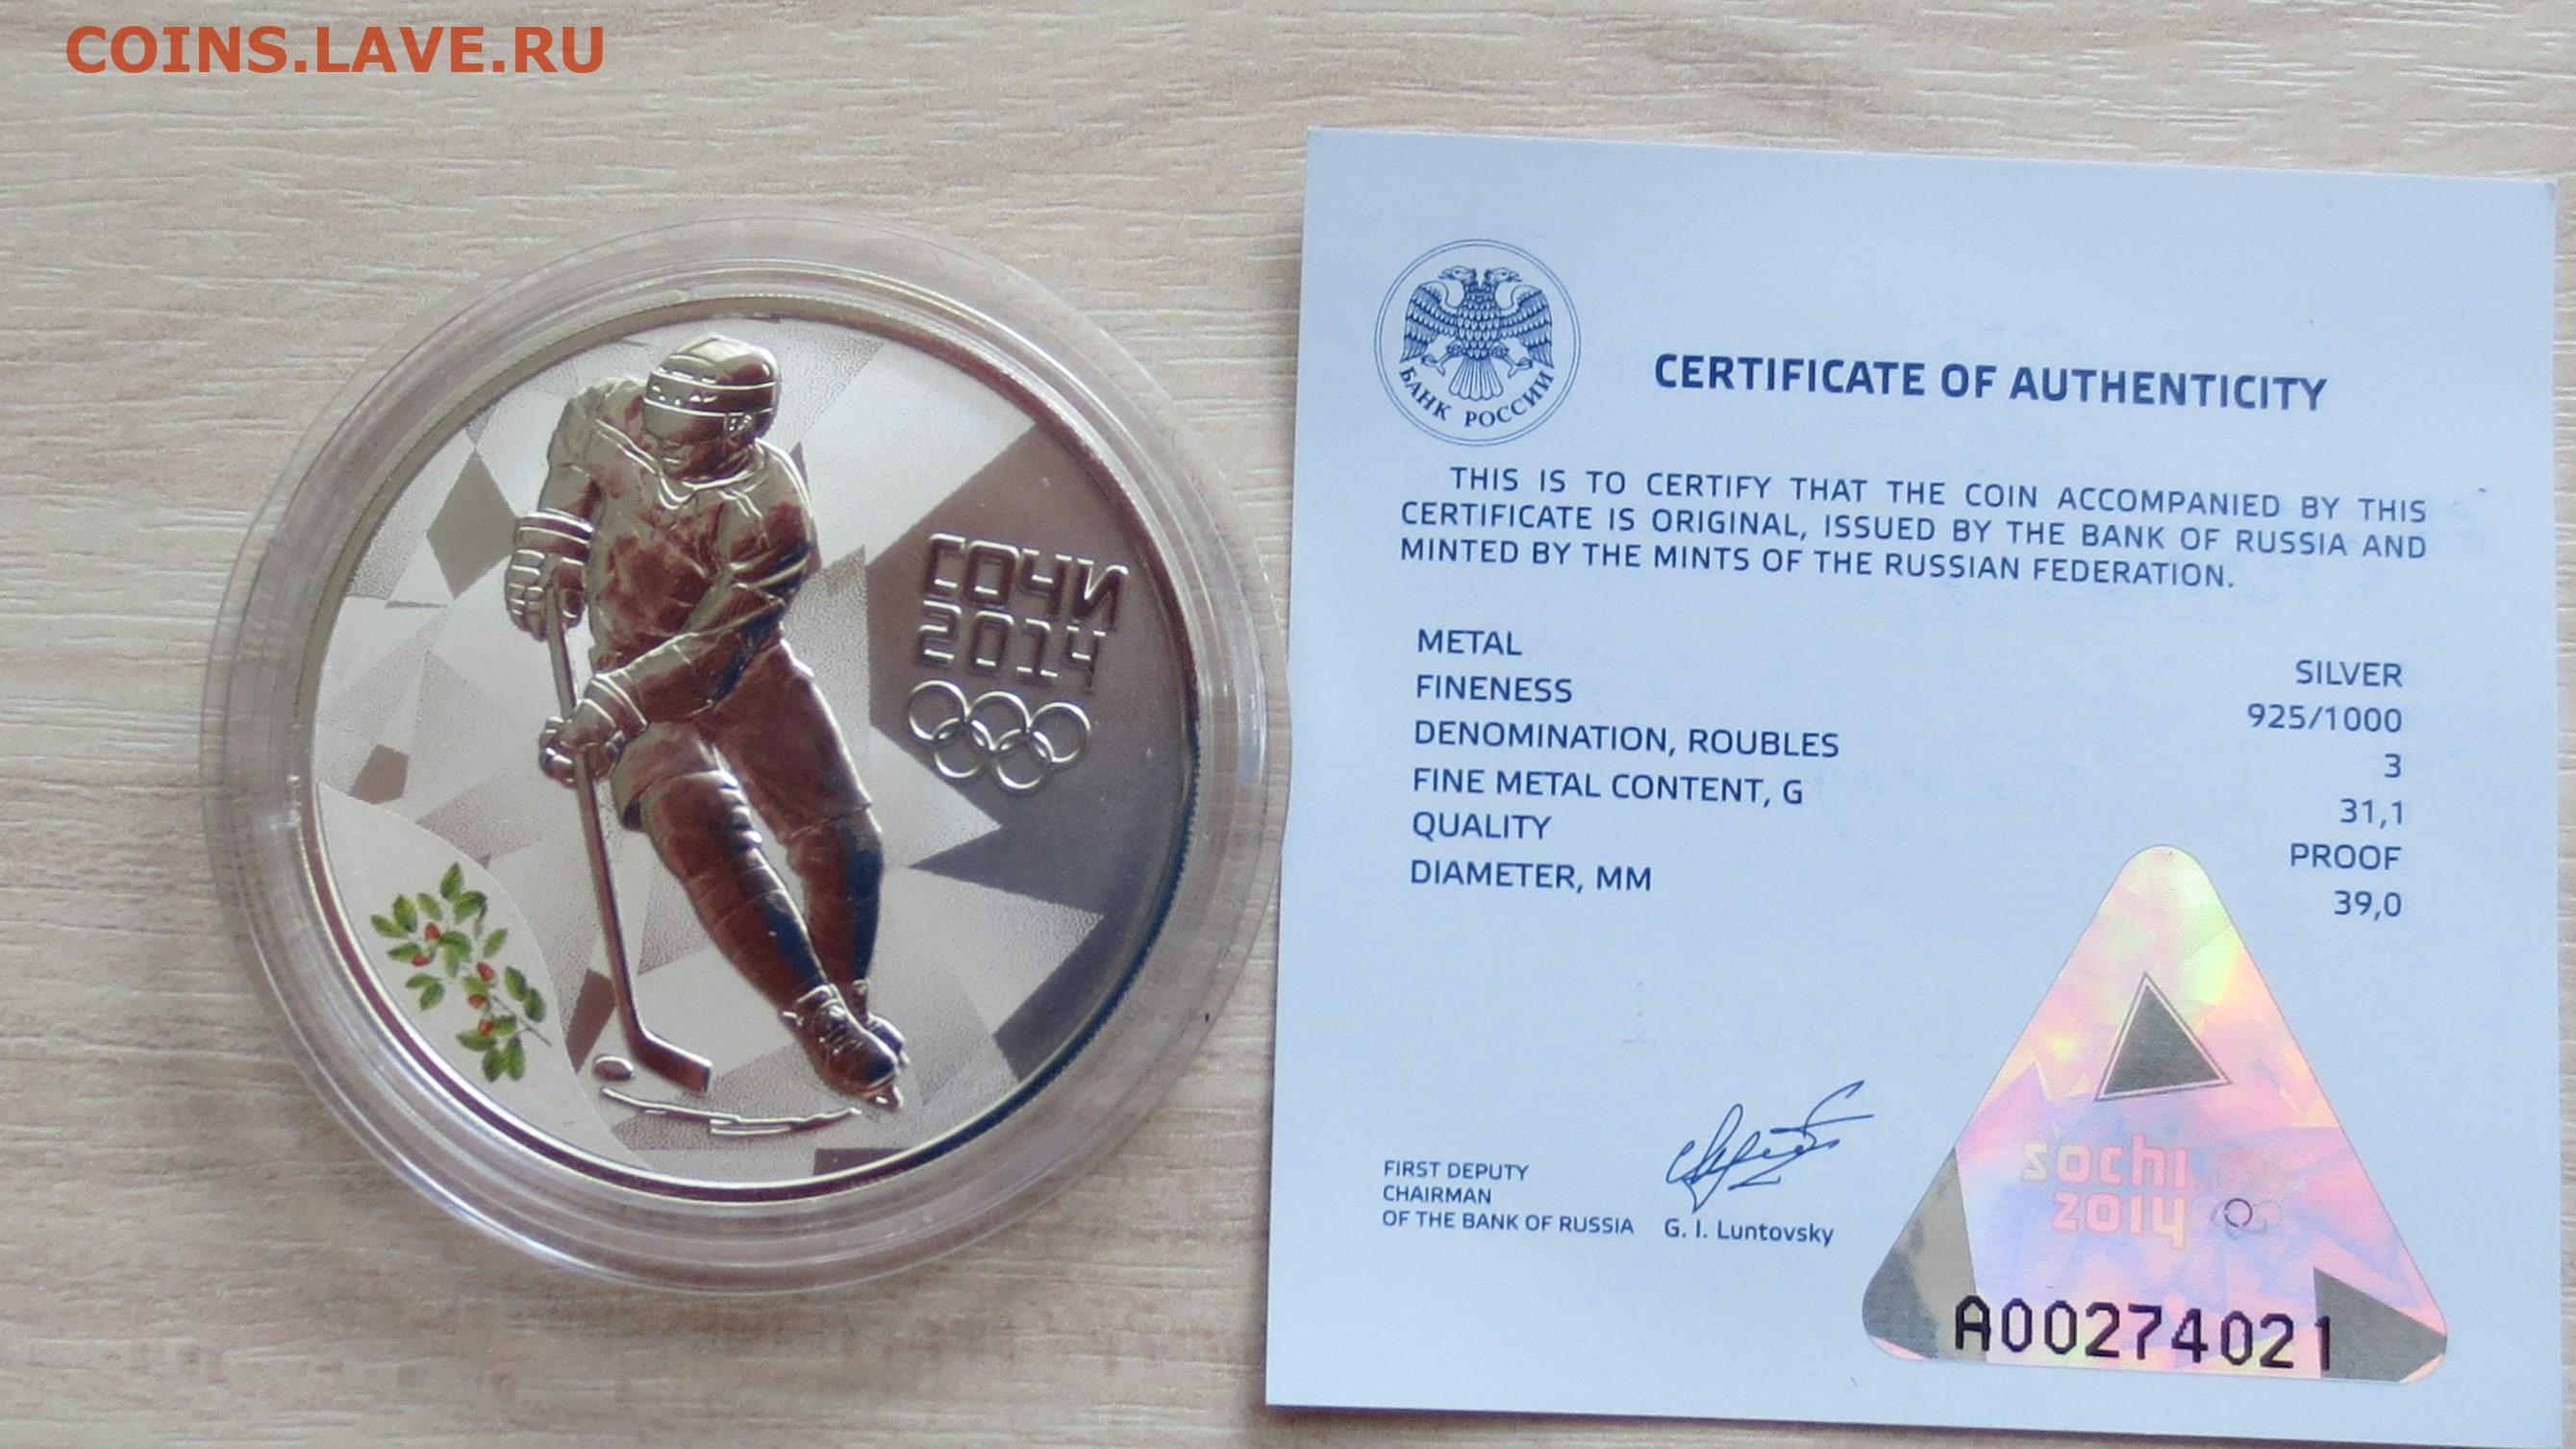 COINS.LAVE.RU
СОЧИ
2014
БАНК РОССИИ
CERTIFICATE OF AUTHENTICITY
THIS IS TO CERTIFY THAT THE COIN ACCOMPANIED BY THIS
CERTIFICATE IS ORIGINAL, ISSUED BY THE BANK OF RUSSIA AND
MINTED BY THE MINTS OF THE RUSSIAN FEDERATION.
METAL SILVER
FINENESS 925/1000
DENOMINATION, ROUBLES 3
FINE METAL CONTENT, G 31,1
QUALITY PROOF
DIAMETER, MM 39,0
FIRST DEPUTY
CHAIRMAN
OF THE BANK OF RUSSIA G. I. Luntovsky
sochi
2014
A00274021